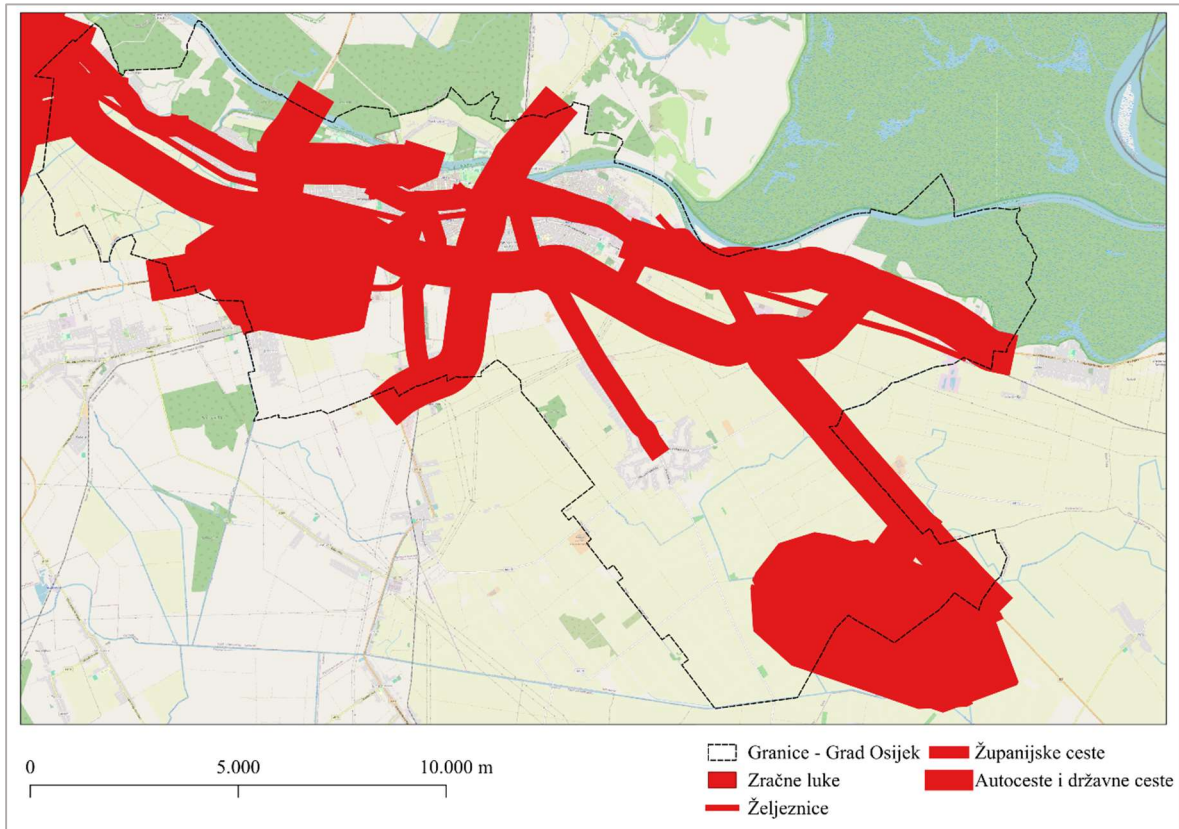 0 5.000 10.000 m
Granice - Grad Osijek
Zračne luke
Željeznice
Županijske ceste
Autoceste i državne ceste